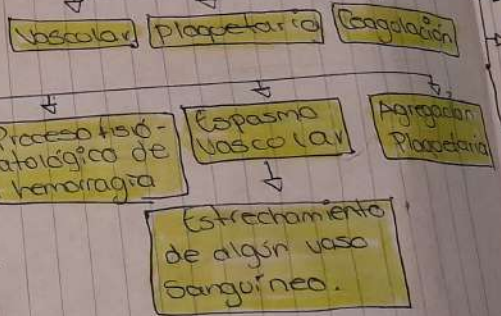 Vascular
Plaquetario
Coagulación
Proceso fisio-
patológico de
hemorragia
Espasmo
vascular
Agregación
Plaquetaria
Estrechamiento
de algún vaso
Sanguíneo.